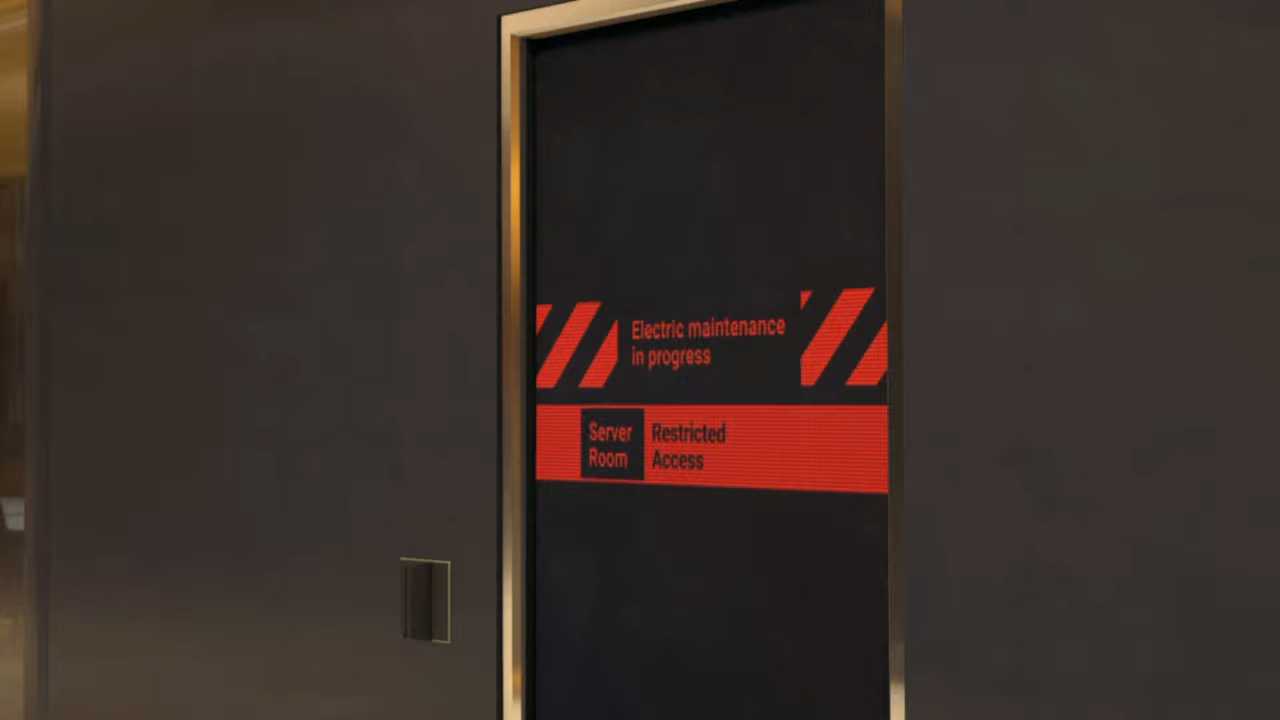 Electric maintenance
in progress
Server
Room
Restricted
Access